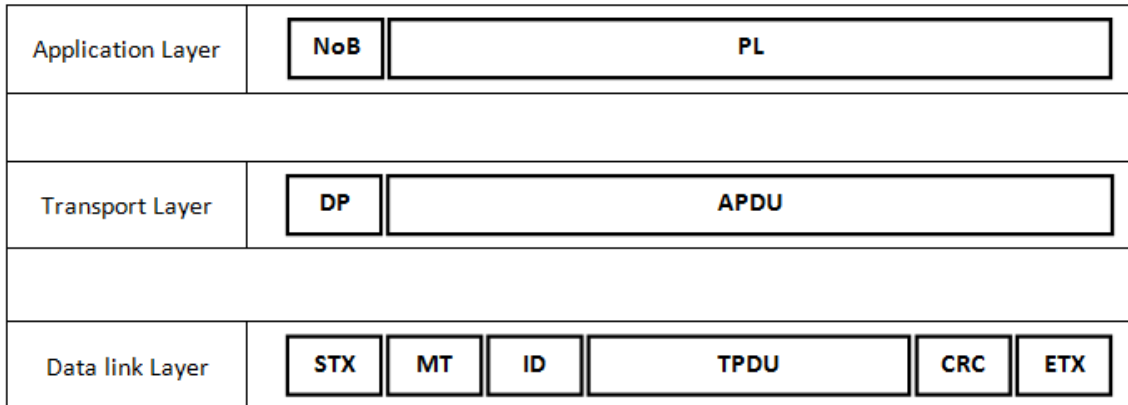 Application Layer NoB PL
Transport Layer DP APDU
Data link Layer STX MT ID TPDU CRC ETX